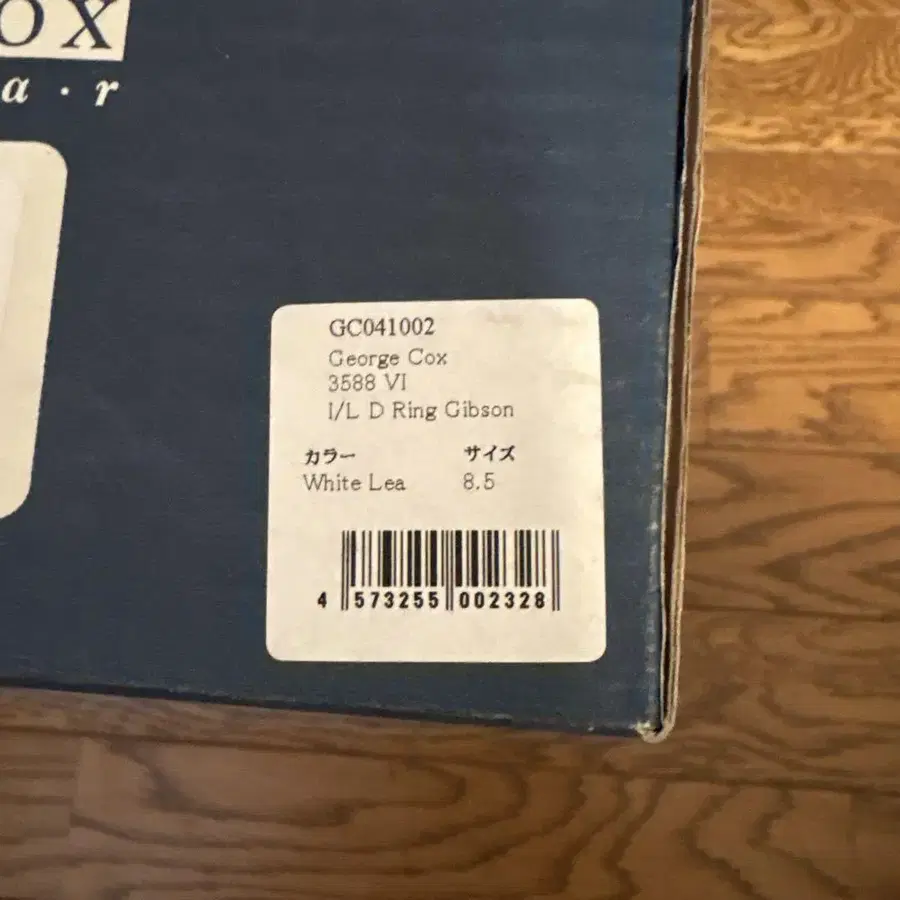 OX
a · r
GC041002
George Cox
3588 VI
I/L D Ring Gibson
カラー サイズ
White Lea 8.5
4 573255 002328